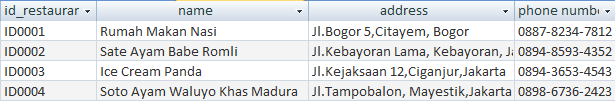 id_restaurar name address phone numbe
ID0001 Rumah Makan Nasi Jl.Bogor 5,Citayem, Bogor 0887-8234-7812
ID0002 Sate Ayam Babe Romli Jl.Kebayoran Lama, Kebayoran, Ja 0894-8593-4352
ID0003 Ice Cream Panda Jl.Kejaksaan 12,Ciganjur,Jakarta 0894-3653-4543
ID0004 Soto Ayam Waluyo Khas Madura Jl.Tampobalon, Mayestik,Jakarta 0898-6736-2423